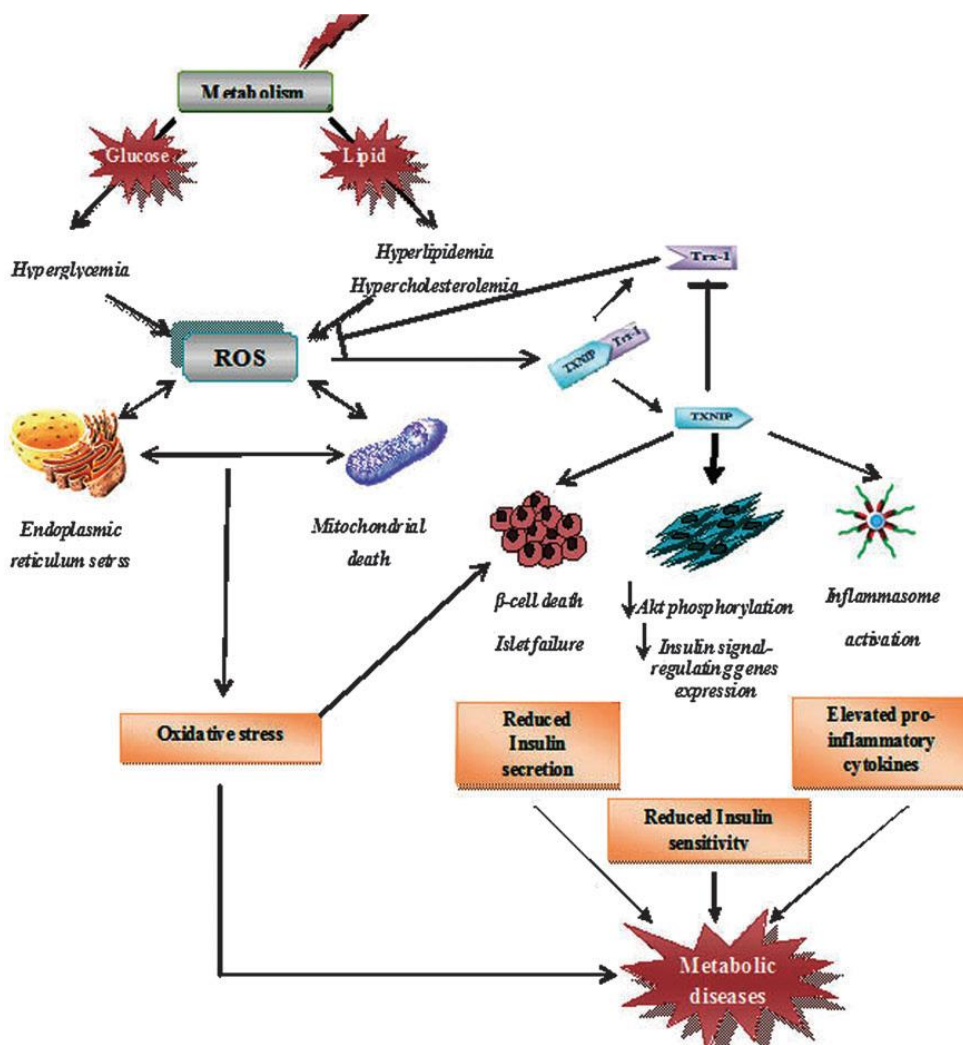 Metabolism
Glucose
Lipid
Hyperglycemia
Hyperlipidemia
Hypercholesterolemia
Trx-1
ROS
TXNIP
Trx-1
TXNIP
Endoplasmic
reticulum setrss
Mitochondrial
death
β-cell death
Islet failure
Akt phosphorylation
Insulin signal-
regulating genes
expression
Inflammasome
activation
Oxidative stress
Reduced
Insulin
secretion
Elevated pro-
inflammatory
cytokines
Reduced Insulin
sensitivity
Metabolic
diseases